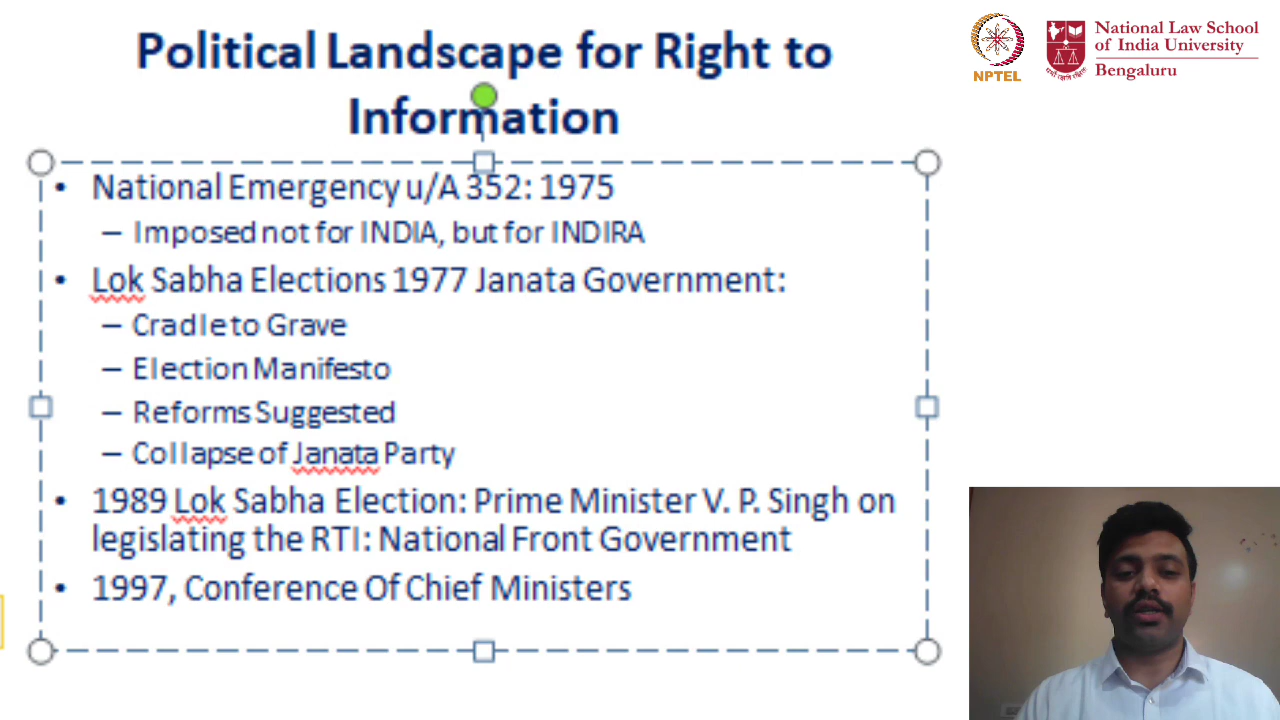 Political Landscape for Right to
Information
NPTEL
National Law School
of India University
Bengaluru
• National Emergency u/A 352: 1975
– Imposed not for INDIA, but for INDIRA
• Lok Sabha Elections 1977 Janata Government:
– Cradle to Grave
– Election Manifesto
– Reforms Suggested
– Collapse of Janata Party
• 1989 Lok Sabha Election: Prime Minister V. P. Singh on
legislating the RTI: National Front Government
• 1997, Conference Of Chief Ministers